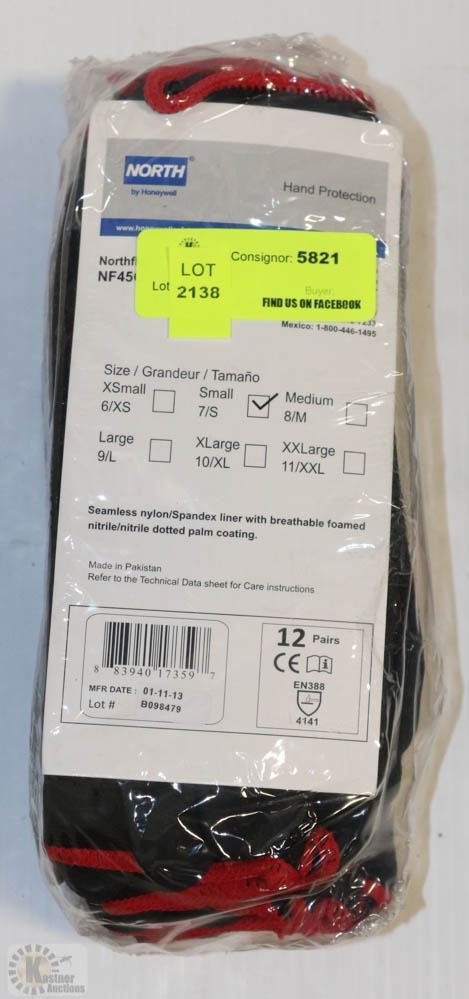 NORTH®
by Honeywell
Hand Protection
Consignor: 5821
LOT
Lot 2138
Buyer:
FIND US ON FACEBOOK
Mexico: 1-800-446-1495
Size / Grandeur / Tamaño
XSmall
6/XS
Small
7/S
Medium
8/M
Large
9/L
XLarge
10/XL
XXLarge
11/XXL
Seamless nylon/Spandex liner with breathable foamed
nitrile/nitrile dotted palm coating.
Made in Pakistan
Refer to the Technical Data sheet for Care instructions
8 83940 17359 7
MFR DATE : 01-11-13
Lot # B098479
12 Pairs
CE
EN388
4141
Kastner
Auctions